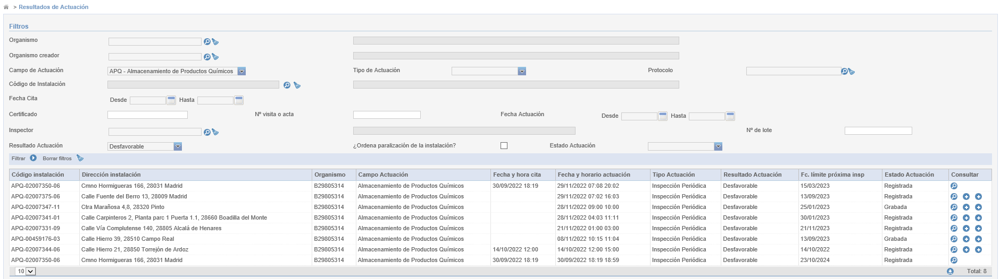 > Resultados de Actuación
Filtros
Organismo
Organismo creador
Campo de Actuación APQ - Almacenamiento de Productos Químicos Tipo de Actuación Protocolo
Código de Instalación
Fecha Cita Desde Hasta
Certificado Nº visita o acta Fecha Actuación Desde Hasta
Inspector Nº de lote
Resultado Actuación Desfavorable ¿Ordena paralización de la instalación? Estado Actuación
Filtrar Borrar filtros
Código instalación Dirección instalación Organismo Campo Actuación Fecha y hora cita Fecha y horario actuación Tipo Actuación Resultado Actuación Fc. límite próxima insp Estado Actuación Consultar
APQ-02007350-06 Cmno Hormigueras 166, 28031 Madrid B29805314 Almacenamiento de Productos Químicos 30/09/2022 18:19 29/11/2022 07:08 20:02 Inspección Periódica Desfavorable 15/03/2023 Registrada
APQ-02007375-06 Calle Fuente del Berro 13, 28009 Madrid B29805314 Almacenamiento de Productos Químicos 29/11/2022 07:02 16:03 Inspección Periódica Desfavorable 13/09/2023 Registrada
APQ-02007347-11 Ctra Marañosa 4,8, 28320 Pinto B29805314 Almacenamiento de Productos Químicos 28/11/2022 09:00 10:00 Inspección Periódica Desfavorable 25/01/2023 Grabada
APQ-02007341-01 Calle Carpinteros 2, Planta parc 1 Puerta 1.1, 28660 Boadilla del Monte B29805314 Almacenamiento de Productos Químicos 28/11/2022 04:03 11:11 Inspección Periódica Desfavorable 30/01/2023 Registrada
APQ-02007331-09 Calle Vía Complutense 140, 28805 Alcalá de Henares B29805314 Almacenamiento de Productos Químicos 21/11/2022 01:00 03:00 Inspección Periódica Desfavorable 21/11/2023 Registrada
APQ-00459176-03 Calle Hierro 39, 28510 Campo Real B29805314 Almacenamiento de Productos Químicos 08/11/2022 10:15 11:04 Inspección Periódica Desfavorable 13/09/2023 Grabada
APQ-02007344-06 Calle Hierro 21, 28850 Torrejón de Ardoz B29805314 Almacenamiento de Productos Químicos 14/10/2022 12:00 14/10/2022 12:00 15:00 Inspección Periódica Desfavorable 14/10/2022 Registrada
APQ-02007350-06 Cmno Hormigueras 166, 28031 Madrid B29805314 Almacenamiento de Productos Químicos 30/09/2022 18:19 30/09/2022 18:19 18:59 Inspección Periódica Desfavorable 23/10/2024 Registrada
10 Total: 8